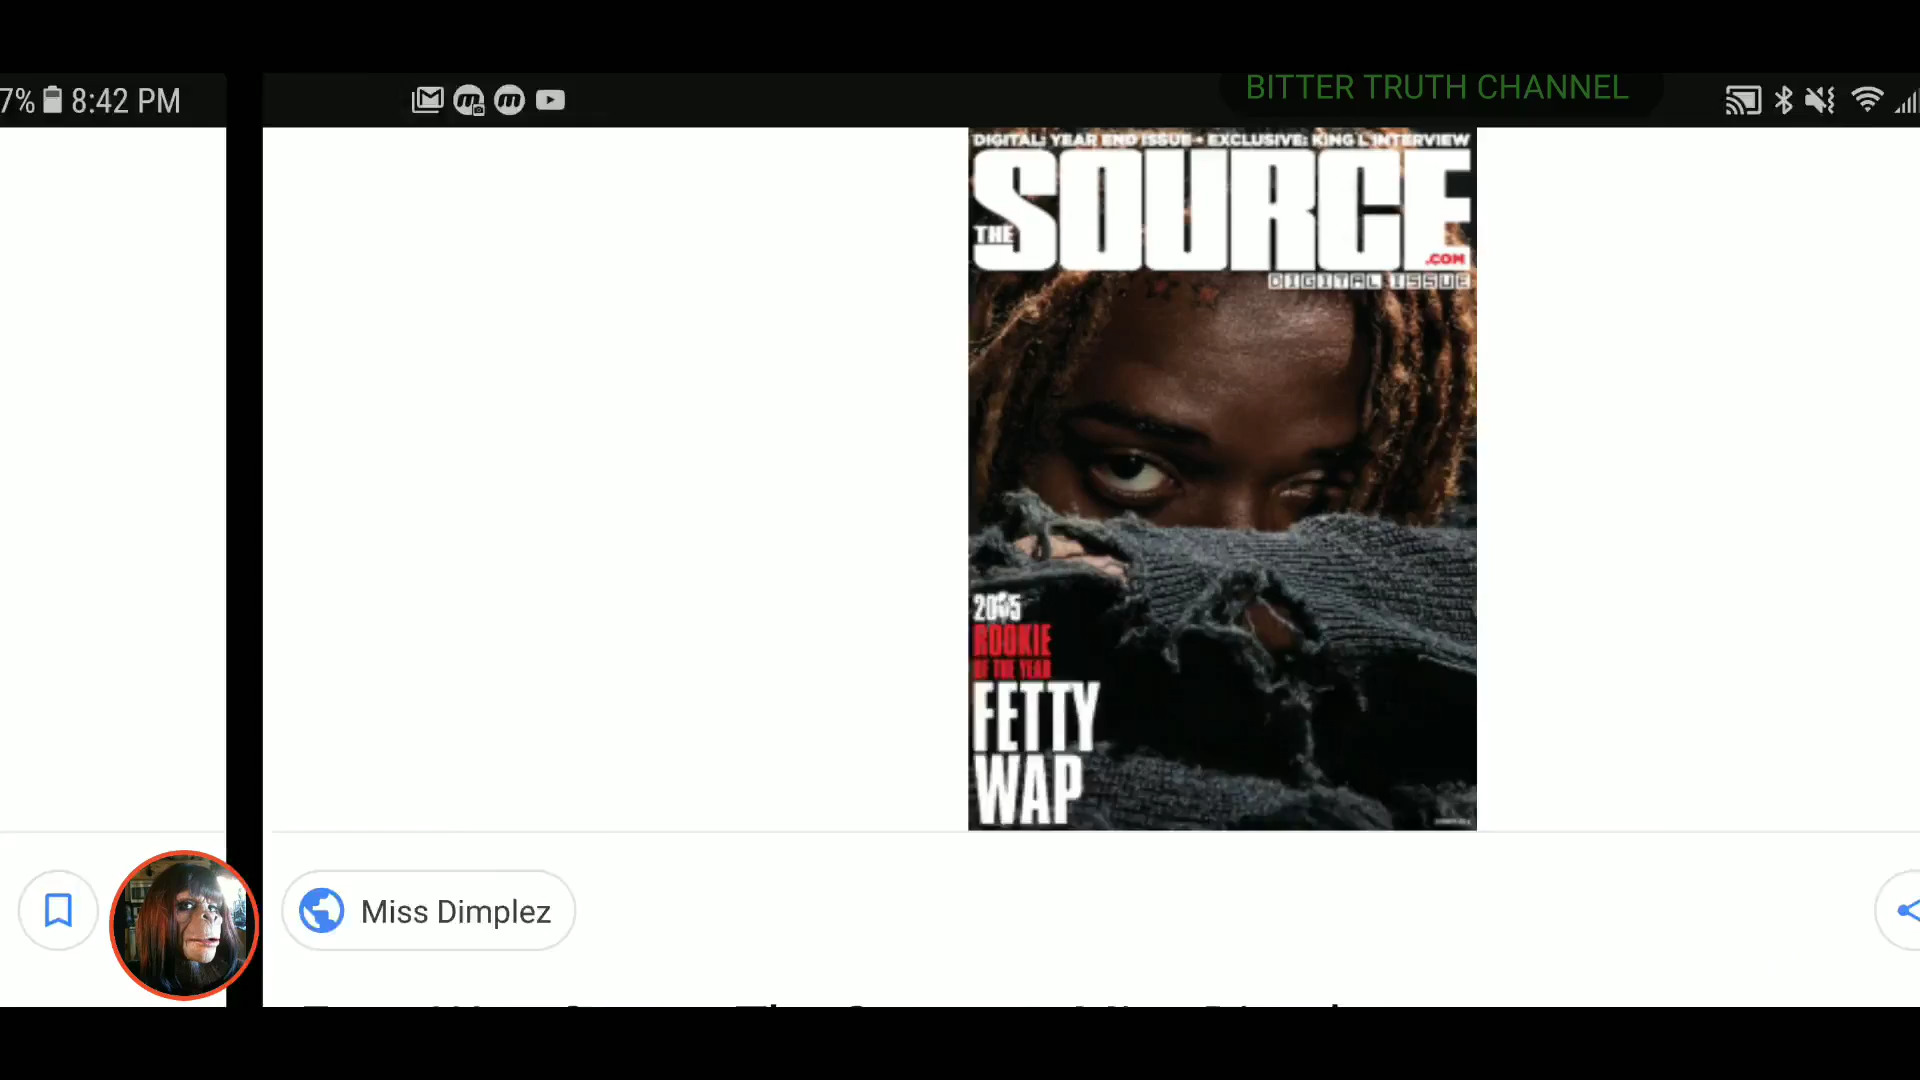 7% 8:42 PM
BITTER TRUTH CHANNEL
DIGITAL: YEAR END ISSUE • EXCLUSIVE: KING L INTERVIEW
THE SOURCE
.COM
DIGITAL ISSUE
2015
ROOKIE
OF THE YEAR
FETTY
WAP
Miss Dimplez